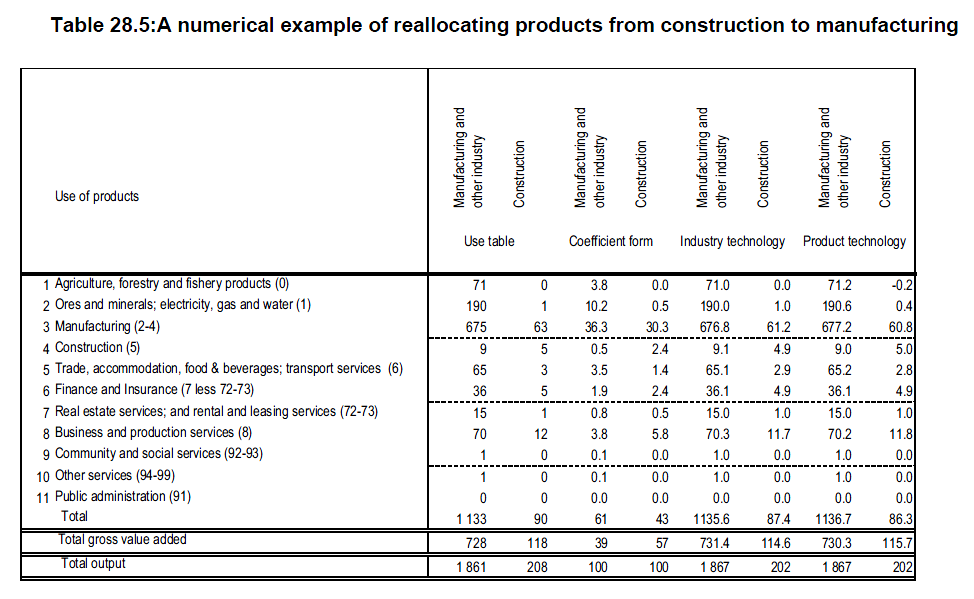 Table 28.5:A numerical example of reallocating products from construction to manufacturing
Use of products
Manufacturing and other industry
Construction
Manufacturing and other industry
Construction
Manufacturing and other industry
Construction
Manufacturing and other industry
Construction
Use table Coefficient form Industry technology Product technology
1 Agriculture, forestry and fishery products (0) 71 0 3.8 0.0 71.0 0.0 71.2 -0.2
2 Ores and minerals; electricity, gas and water (1) 190 1 10.2 0.5 190.0 1.0 190.6 0.4
3 Manufacturing (2-4) 675 63 36.3 30.3 676.8 61.2 677.2 60.8
4 Construction (5) 9 5 0.5 2.4 9.1 4.9 9.0 5.0
5 Trade, accommodation, food & beverages; transport services (6) 65 3 3.5 1.4 65.1 2.9 65.2 2.8
6 Finance and Insurance (7 less 72-73) 36 5 1.9 2.4 36.1 4.9 36.1 4.9
7 Real estate services; and rental and leasing services (72-73) 15 1 0.8 0.5 15.0 1.0 15.0 1.0
8 Business and production services (8) 70 12 3.8 5.8 70.3 11.7 70.2 11.8
9 Community and social services (92-93) 1 0 0.1 0.0 1.0 0.0 1.0 0.0
10 Other services (94-99) 1 0 0.1 0.0 1.0 0.0 1.0 0.0
11 Public administration (91) 0 0 0.0 0.0 0.0 0.0 0.0 0.0
Total 1 133 90 61 43 1135.6 87.4 1136.7 86.3
Total gross value added 728 118 39 57 731.4 114.6 730.3 115.7
Total output 1 861 208 100 100 1 867 202 1 867 202